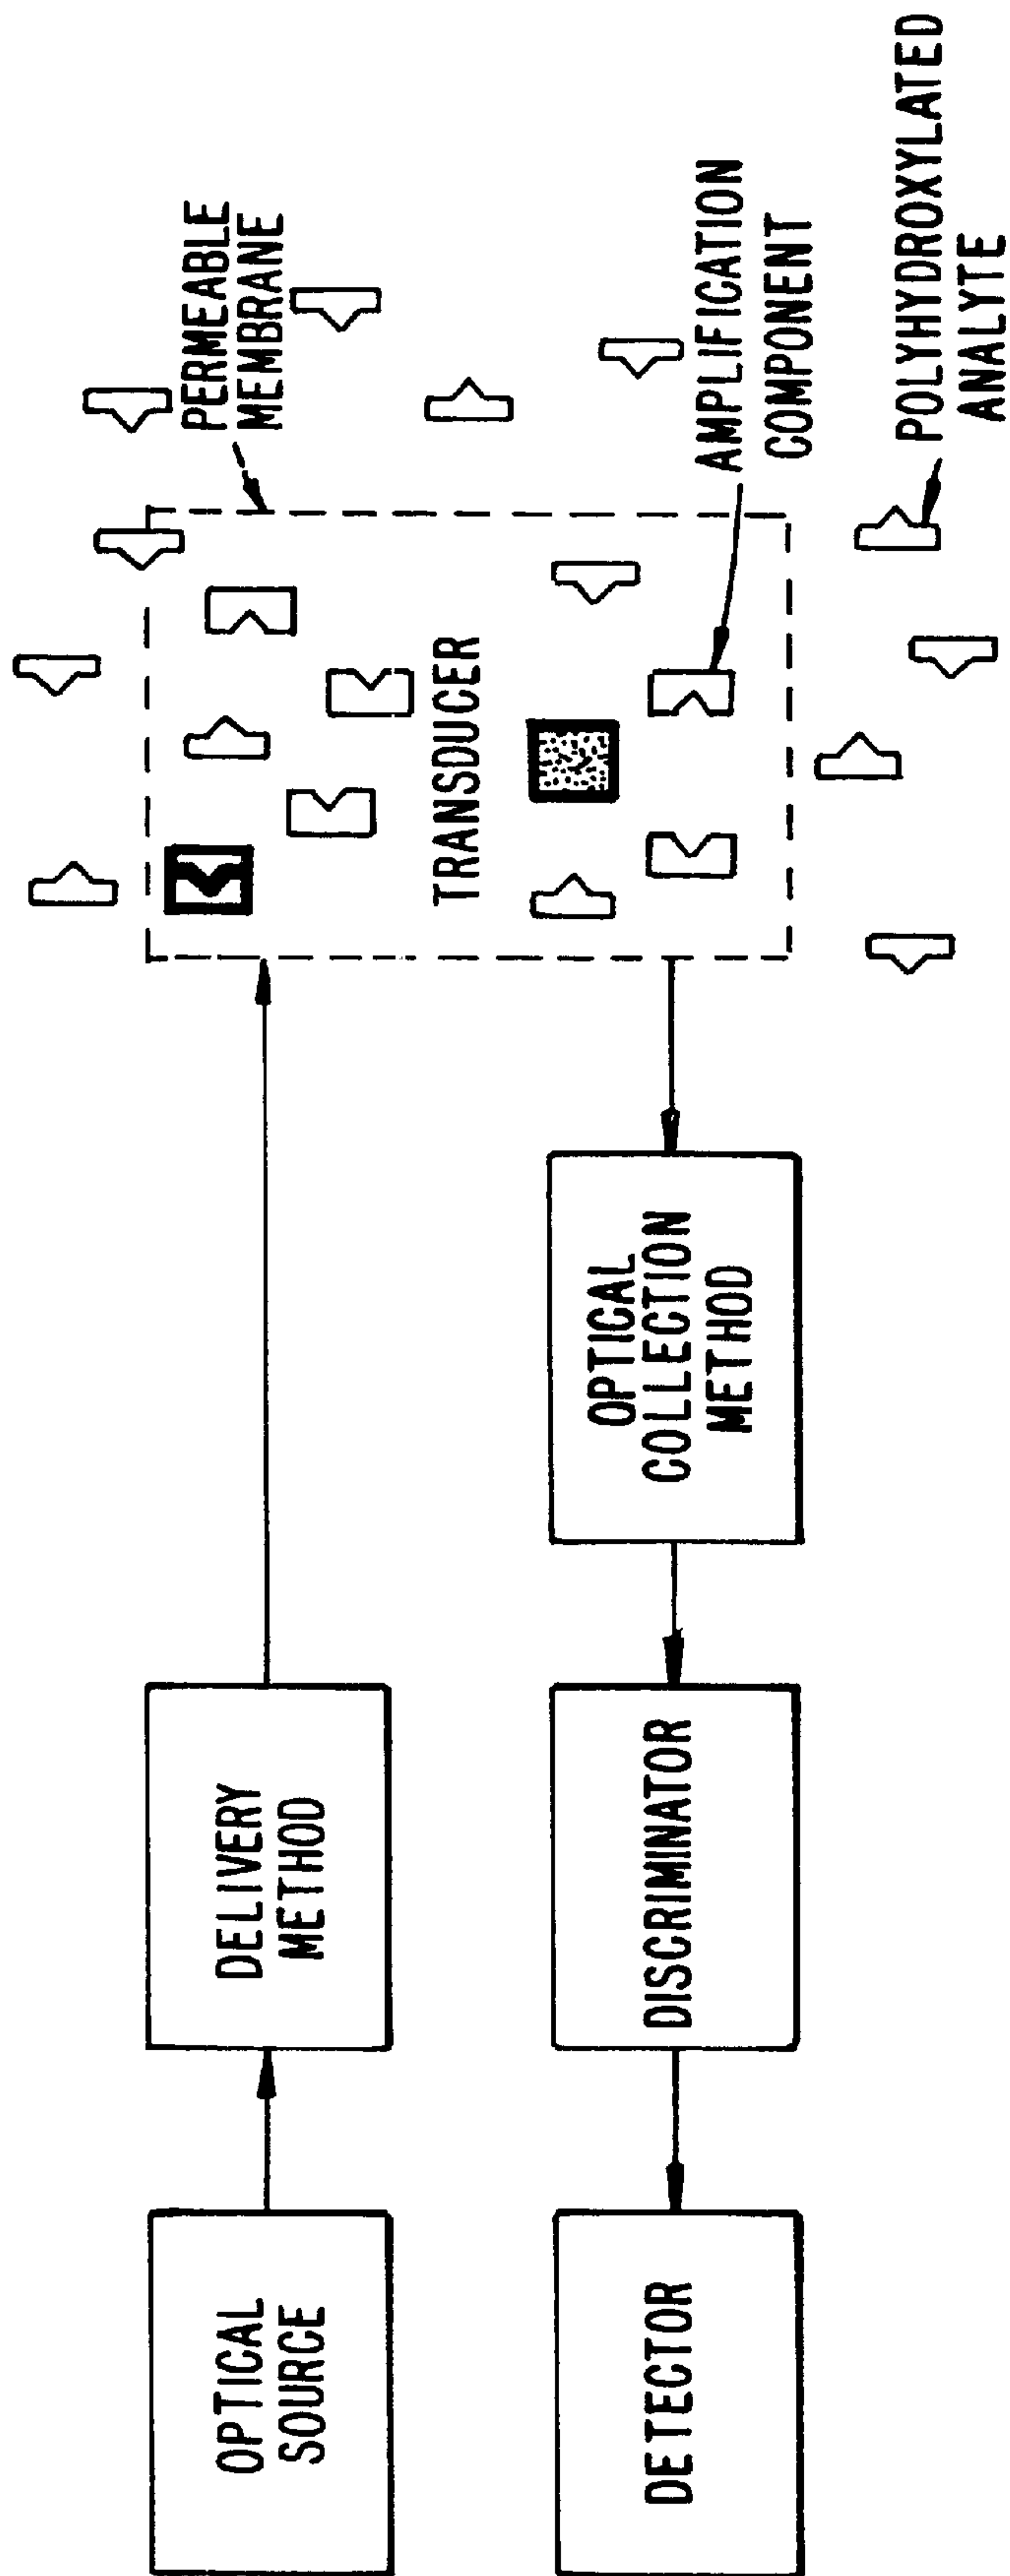 OPTICAL
SOURCE
DELIVERY
METHOD
PERMEABLE
MEMBRANE
TRANSDUCER
AMPLIFICATION
COMPONENT
POLYHYDROXYLATED
ANALYTE
OPTICAL
COLLECTION
METHOD
DISCRIMINATOR
DETECTOR